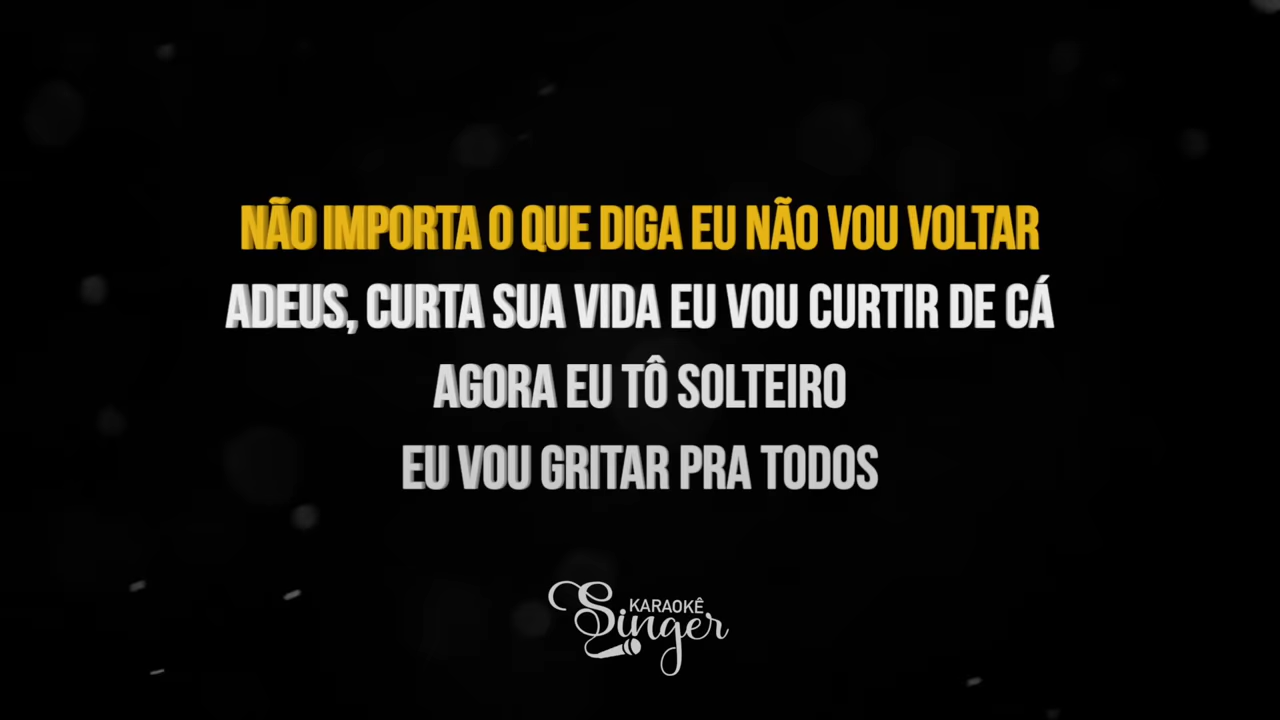 NÃO IMPORTA O QUE DIGA EU NÃO VOU VOLTAR
ADEUS, CURTA SUA VIDA EU VOU CURTIR DE CÁ
AGORA EU TÔ SOLTEIRO
EU VOU GRITAR PRA TODOS
KARAOKÊ
Singer